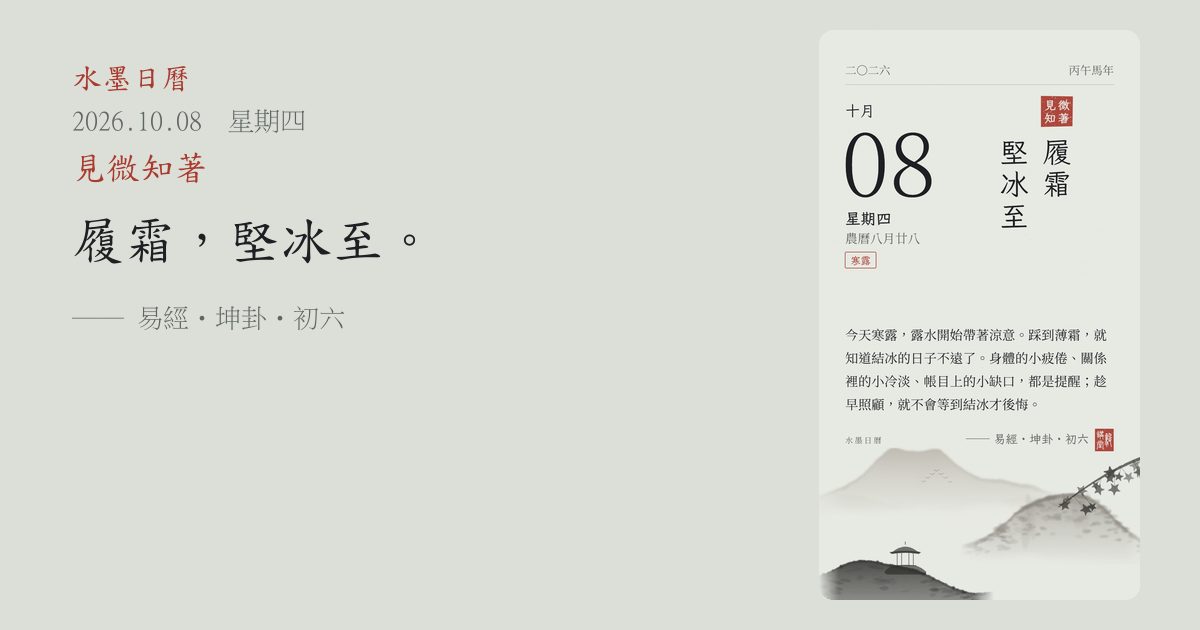 水墨日曆
2026.10.08 星期四
見微知著
履霜，堅冰至。
—— 易經・坤卦・初六
二〇二六
丙午馬年
十月
08
星期四
農曆八月廿八
寒露
見微
知著
履霜
堅冰至
今天寒露，露水開始帶著涼意。踩到薄霜，就
知道結冰的日子不遠了。身體的小疲倦、關係
裡的小冷淡、帳目上的小缺口，都是提醒；趁
早照顧，就不會等到結冰才後悔。
水墨日曆
—— 易經・坤卦・初六